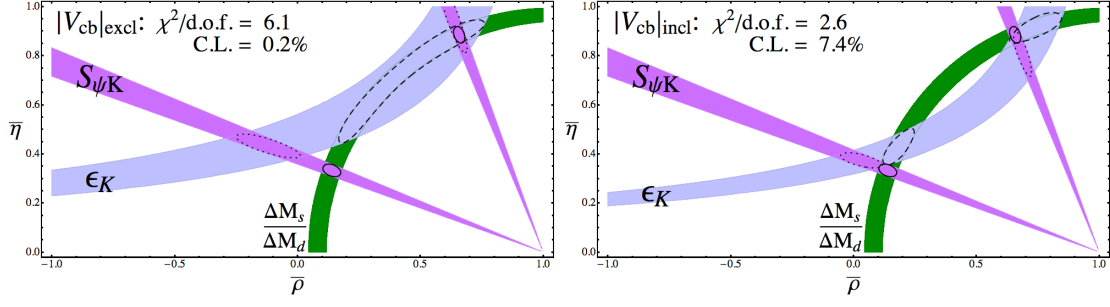 |V_cb|_excl: χ²/d.o.f. = 6.1
C.L. = 0.2%
S_ψK
ϵ_K
ΔM_s
ΔM_d
η̅
ρ̅
1.0
0.8
0.6
0.4
0.2
0.0
-1.0 -0.5 0.0 0.5 1.0
|V_cb|_incl: χ²/d.o.f. = 2.6
C.L. = 7.4%
S_ψK
ϵ_K
ΔM_s
ΔM_d
η̅
ρ̅
1.0
0.8
0.6
0.4
0.2
0.0
-1.0 -0.5 0.0 0.5 1.0